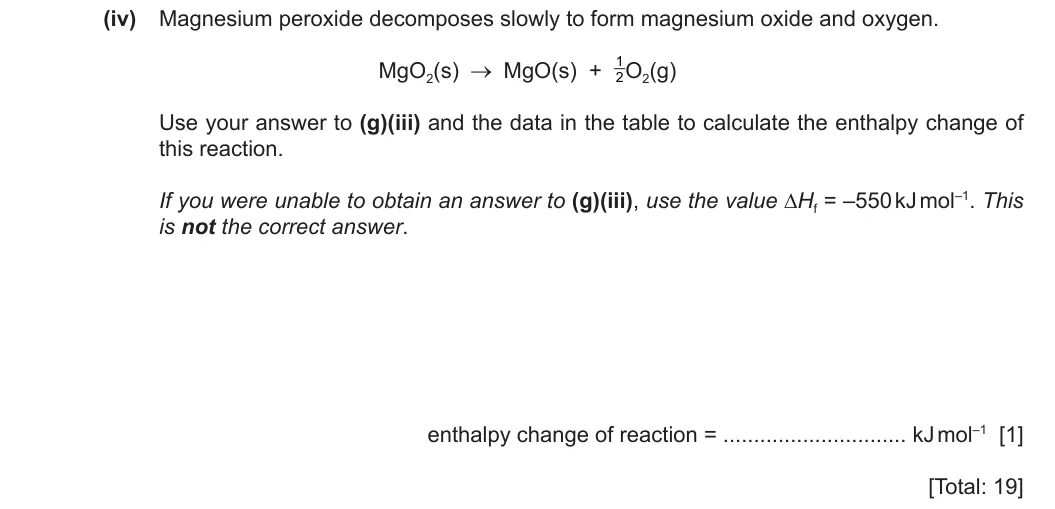 (iv) Magnesium peroxide decomposes slowly to form magnesium oxide and oxygen.
MgO₂(s) → MgO(s) + ½O₂(g)
Use your answer to (g)(iii) and the data in the table to calculate the enthalpy change of
this reaction.
If you were unable to obtain an answer to (g)(iii), use the value ΔHf = –550 kJ mol⁻¹. This
is not the correct answer.
enthalpy change of reaction = .............................. kJ mol⁻¹ [1]
[Total: 19]